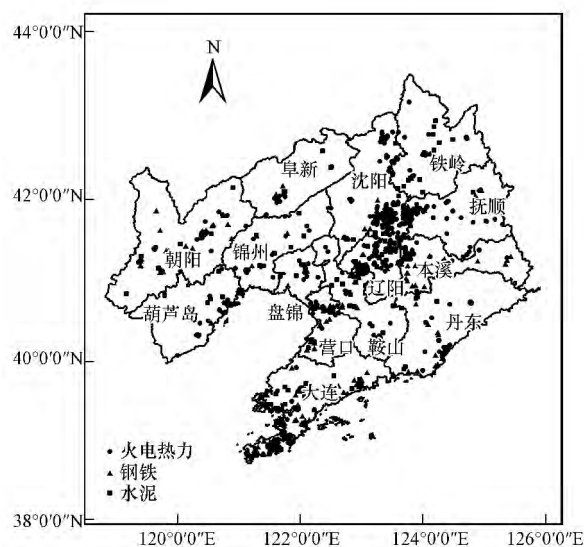 44°0′0″N
N
阜新
沈阳
铁岭
42°0′0″N
抚顺
朝阳
锦州
本溪
辽阳
葫芦岛
盘锦
丹东
40°0′0″N
营口
鞍山
大连
火电热力
钢铁
水泥
38°0′0″N
120°0′0″E 122°0′0″E 124°0′0″E 126°0′0″E